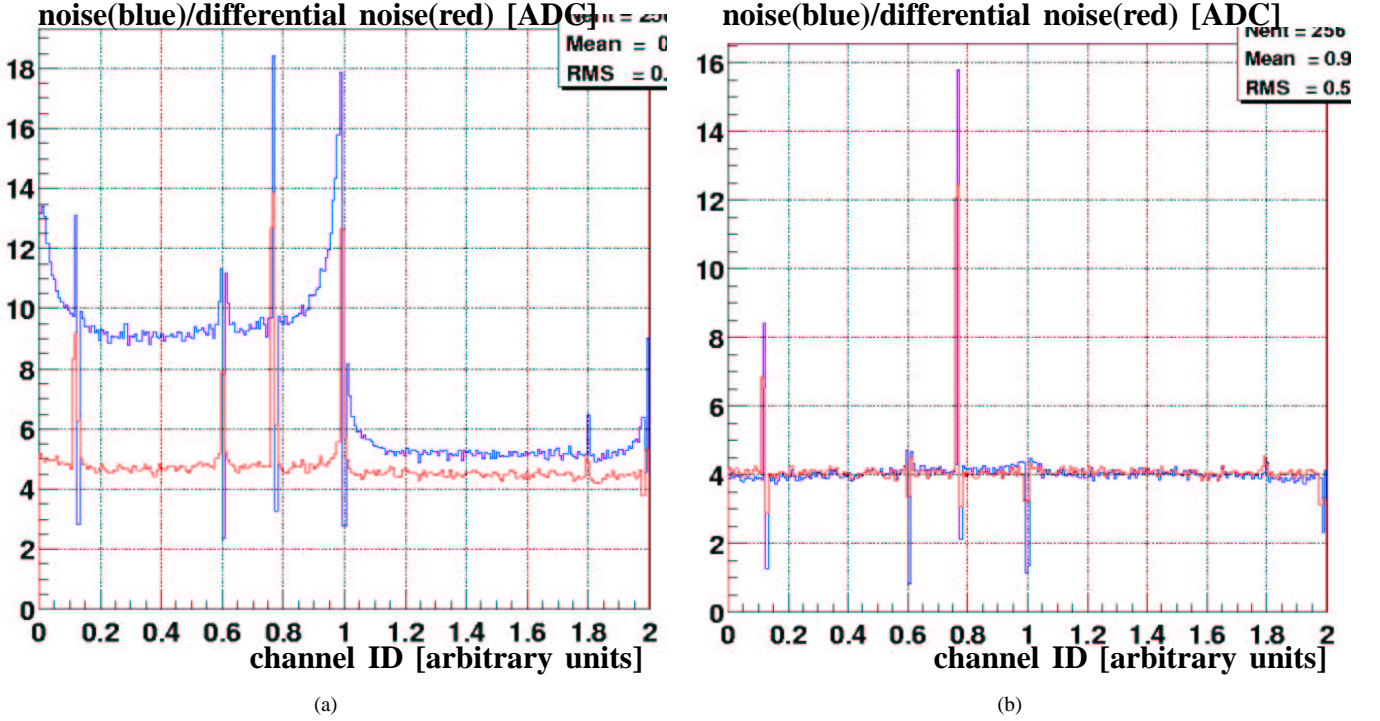 noise(blue)/differential noise(red) [ADC]
Mean = 0
RMS = 0.
18
16
14
12
10
8
6
4
2
0
0 0.2 0.4 0.6 0.8 1 1.2 1.4 1.6 1.8 2
channel ID [arbitrary units]
(a)
noise(blue)/differential noise(red) [ADC]
Nent = 256
Mean = 0.9
RMS = 0.5
16
14
12
10
8
6
4
2
0
0 0.2 0.4 0.6 0.8 1 1.2 1.4 1.6 1.8 2
channel ID [arbitrary units]
(b)